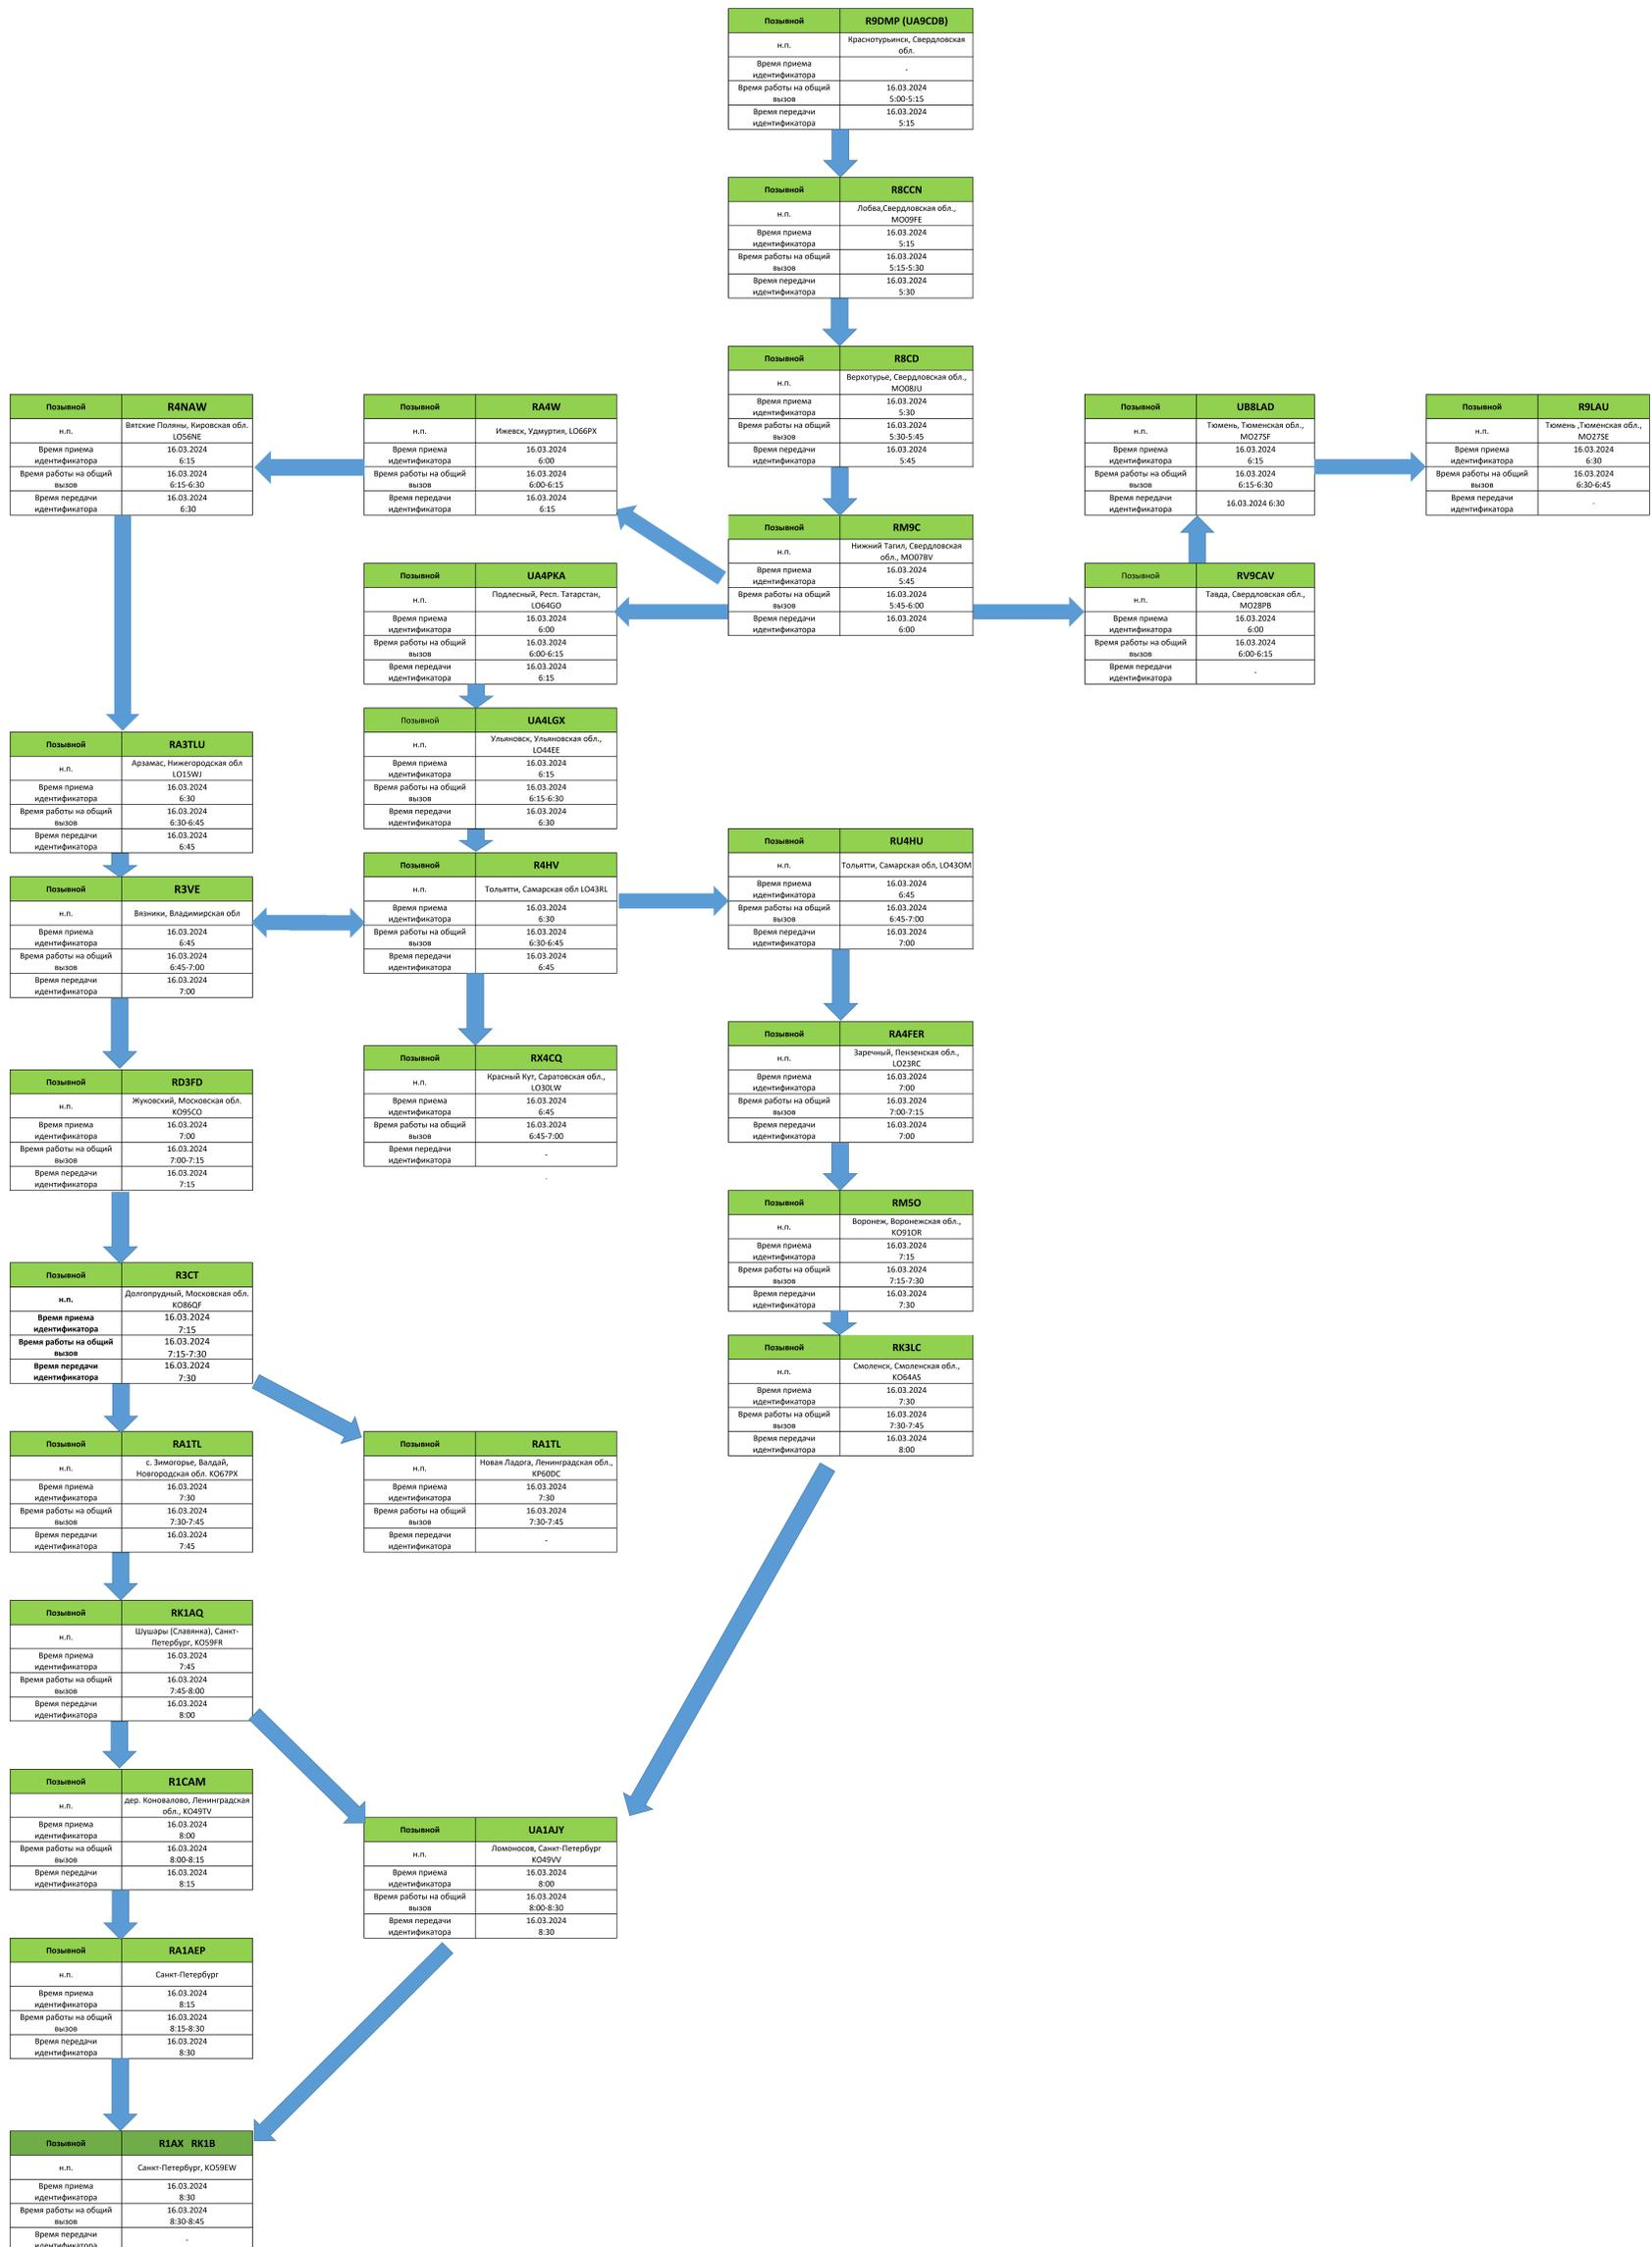 Позывной R9DMP (UA9CDB)
н.п. Краснотурьинск, Свердловская
обл.
Время приема
идентификатора -
Время работы на общий 16.03.2024
вызов 5:00-5:15
Время передачи 16.03.2024
идентификатора 5:15
Позывной R8CCN
н.п. Лобва,Свердловская обл.,
MO09FE
Время приема 16.03.2024
идентификатора 5:15
Время работы на общий 16.03.2024
вызов 5:15-5:30
Время передачи 16.03.2024
идентификатора 5:30
Позывной R8CD
н.п. Верхотурье, Свердловская обл.,
MO08JU
Время приема 16.03.2024
идентификатора 5:30
Время работы на общий 16.03.2024
вызов 5:30-5:45
Время передачи 16.03.2024
идентификатора 5:45
Позывной R4NAW
н.п. Вятские Поляны, Кировская обл.
LO56NE
Время приема 16.03.2024
идентификатора 6:15
Время работы на общий 16.03.2024
вызов 6:15-6:30
Время передачи 16.03.2024
идентификатора 6:30
Позывной RA4W
н.п. Ижевск, Удмуртия, LO66PX
Время приема 16.03.2024
идентификатора 6:00
Время работы на общий 16.03.2024
вызов 6:00-6:15
Время передачи 16.03.2024
идентификатора 6:15
Позывной UB8LAD
н.п. Тюмень, Тюменская обл.,
MO27SF
Время приема 16.03.2024
идентификатора 6:15
Время работы на общий 16.03.2024
вызов 6:15-6:30
Время передачи
идентификатора 16.03.2024 6:30
Позывной R9LAU
н.п. Тюмень ,Тюменская обл.,
MO27SE
Время приема 16.03.2024
идентификатора 6:30
Время работы на общий 16.03.2024
вызов 6:30-6:45
Время передачи
идентификатора -
Позывной RM9C
н.п. Нижний Тагил, Свердловская
обл., MO07BV
Время приема 16.03.2024
идентификатора 5:45
Время работы на общий 16.03.2024
вызов 5:45-6:00
Время передачи 16.03.2024
идентификатора 6:00
Позывной UA4PKA
н.п. Подлесный, Респ. Татарстан,
LO64GO
Время приема 16.03.2024
идентификатора 6:00
Время работы на общий 16.03.2024
вызов 6:00-6:15
Время передачи 16.03.2024
идентификатора 6:15
Позывной RV9CAV
н.п. Тавда, Свердловская обл.,
MO28PB
Время приема 16.03.2024
идентификатора 6:00
Время работы на общий 16.03.2024
вызов 6:00-6:15
Время передачи
идентификатора -
Позывной UA4LGX
н.п. Ульяновск, Ульяновская обл.,
LO44EE
Время приема 16.03.2024
идентификатора 6:15
Время работы на общий 16.03.2024
вызов 6:15-6:30
Время передачи 16.03.2024
идентификатора 6:30
Позывной RA3TLU
н.п. Арзамас, Нижегородская обл
LO15WJ
Время приема 16.03.2024
идентификатора 6:30
Время работы на общий 16.03.2024
вызов 6:30-6:45
Время передачи 16.03.2024
идентификатора 6:45
Позывной R3VE
н.п. Вязники, Владимирская обл
Время приема 16.03.2024
идентификатора 6:45
Время работы на общий 16.03.2024
вызов 6:45-7:00
Время передачи 16.03.2024
идентификатора 7:00
Позывной R4HV
н.п. Тольятти, Самарская обл LO43RL
Время приема 16.03.2024
идентификатора 6:30
Время работы на общий 16.03.2024
вызов 6:30-6:45
Время передачи 16.03.2024
идентификатора 6:45
Позывной RU4HU
н.п. Тольятти, Самарская обл, LO43OM
Время приема 16.03.2024
идентификатора 6:45
Время работы на общий 16.03.2024
вызов 6:45-7:00
Время передачи 16.03.2024
идентификатора 7:00
Позывной RA4FER
н.п. Заречный, Пензенская обл.,
LO23RC
Время приема 16.03.2024
идентификатора 7:00
Время работы на общий 16.03.2024
вызов 7:00-7:15
Время передачи 16.03.2024
идентификатора 7:00
Позывной RX4CQ
н.п. Красный Кут, Саратовская обл.,
LO30LW
Время приема 16.03.2024
идентификатора 6:45
Время работы на общий 16.03.2024
вызов 6:45-7:00
Время передачи
идентификатора -
Позывной RD3FD
н.п. Жуковский, Московская обл.
KO95CO
Время приема 16.03.2024
идентификатора 7:00
Время работы на общий 16.03.2024
вызов 7:00-7:15
Время передачи 16.03.2024
идентификатора 7:15
Позывной RM5O
н.п. Воронеж, Воронежская обл.,
KO91OR
Время приема 16.03.2024
идентификатора 7:15
Время работы на общий 16.03.2024
вызов 7:15-7:30
Время передачи 16.03.2024
идентификатора 7:30
Позывной R3CT
н.п. Долгопрудный, Московская обл.
KO86QF
Время приема 16.03.2024
идентификатора 7:15
Время работы на общий 16.03.2024
вызов 7:15-7:30
Время передачи 16.03.2024
идентификатора 7:30
Позывной RK3LC
н.п. Смоленск, Смоленская обл.,
KO64AS
Время приема 16.03.2024
идентификатора 7:30
Время работы на общий 16.03.2024
вызов 7:30-7:45
Время передачи 16.03.2024
идентификатора 8:00
Позывной RA1TL
н.п. с. Зимогорье, Валдай,
Новгородская обл. KO67PX
Время приема 16.03.2024
идентификатора 7:30
Время работы на общий 16.03.2024
вызов 7:30-7:45
Время передачи 16.03.2024
идентификатора 7:45
Позывной RA1TL
н.п. Новая Ладога, Ленинградская обл.,
KP60DC
Время приема 16.03.2024
идентификатора 7:30
Время работы на общий 16.03.2024
вызов 7:30-7:45
Время передачи
идентификатора -
Позывной RK1AQ
н.п. Шушары (Славянка), Санкт-
Петербург, KO59FR
Время приема 16.03.2024
идентификатора 7:45
Время работы на общий 16.03.2024
вызов 7:45-8:00
Время передачи 16.03.2024
идентификатора 8:00
Позывной R1CAM
н.п. дер. Коновалово, Ленинградская
обл., KO49TV
Время приема 16.03.2024
идентификатора 8:00
Время работы на общий 16.03.2024
вызов 8:00-8:15
Время передачи 16.03.2024
идентификатора 8:15
Позывной UA1AJY
н.п. Ломоносов, Санкт-Петербург
KO49VV
Время приема 16.03.2024
идентификатора 8:00
Время работы на общий 16.03.2024
вызов 8:00-8:30
Время передачи 16.03.2024
идентификатора 8:30
Позывной RA1AEP
н.п. Санкт-Петербург
Время приема 16.03.2024
идентификатора 8:15
Время работы на общий 16.03.2024
вызов 8:15-8:30
Время передачи 16.03.2024
идентификатора 8:30
Позывной R1AX RK1B
н.п. Санкт-Петербург, KO59EW
Время приема 16.03.2024
идентификатора 8:30
Время работы на общий 16.03.2024
вызов 8:30-8:45
Время передачи
идентификатора -